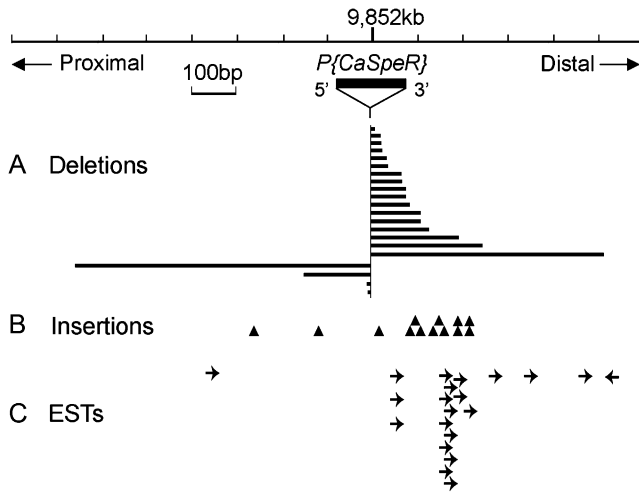 9,852kb
Proximal
100bp
P{CaSpeR}
Distal
5’
3’
A Deletions
B Insertions
C ESTs